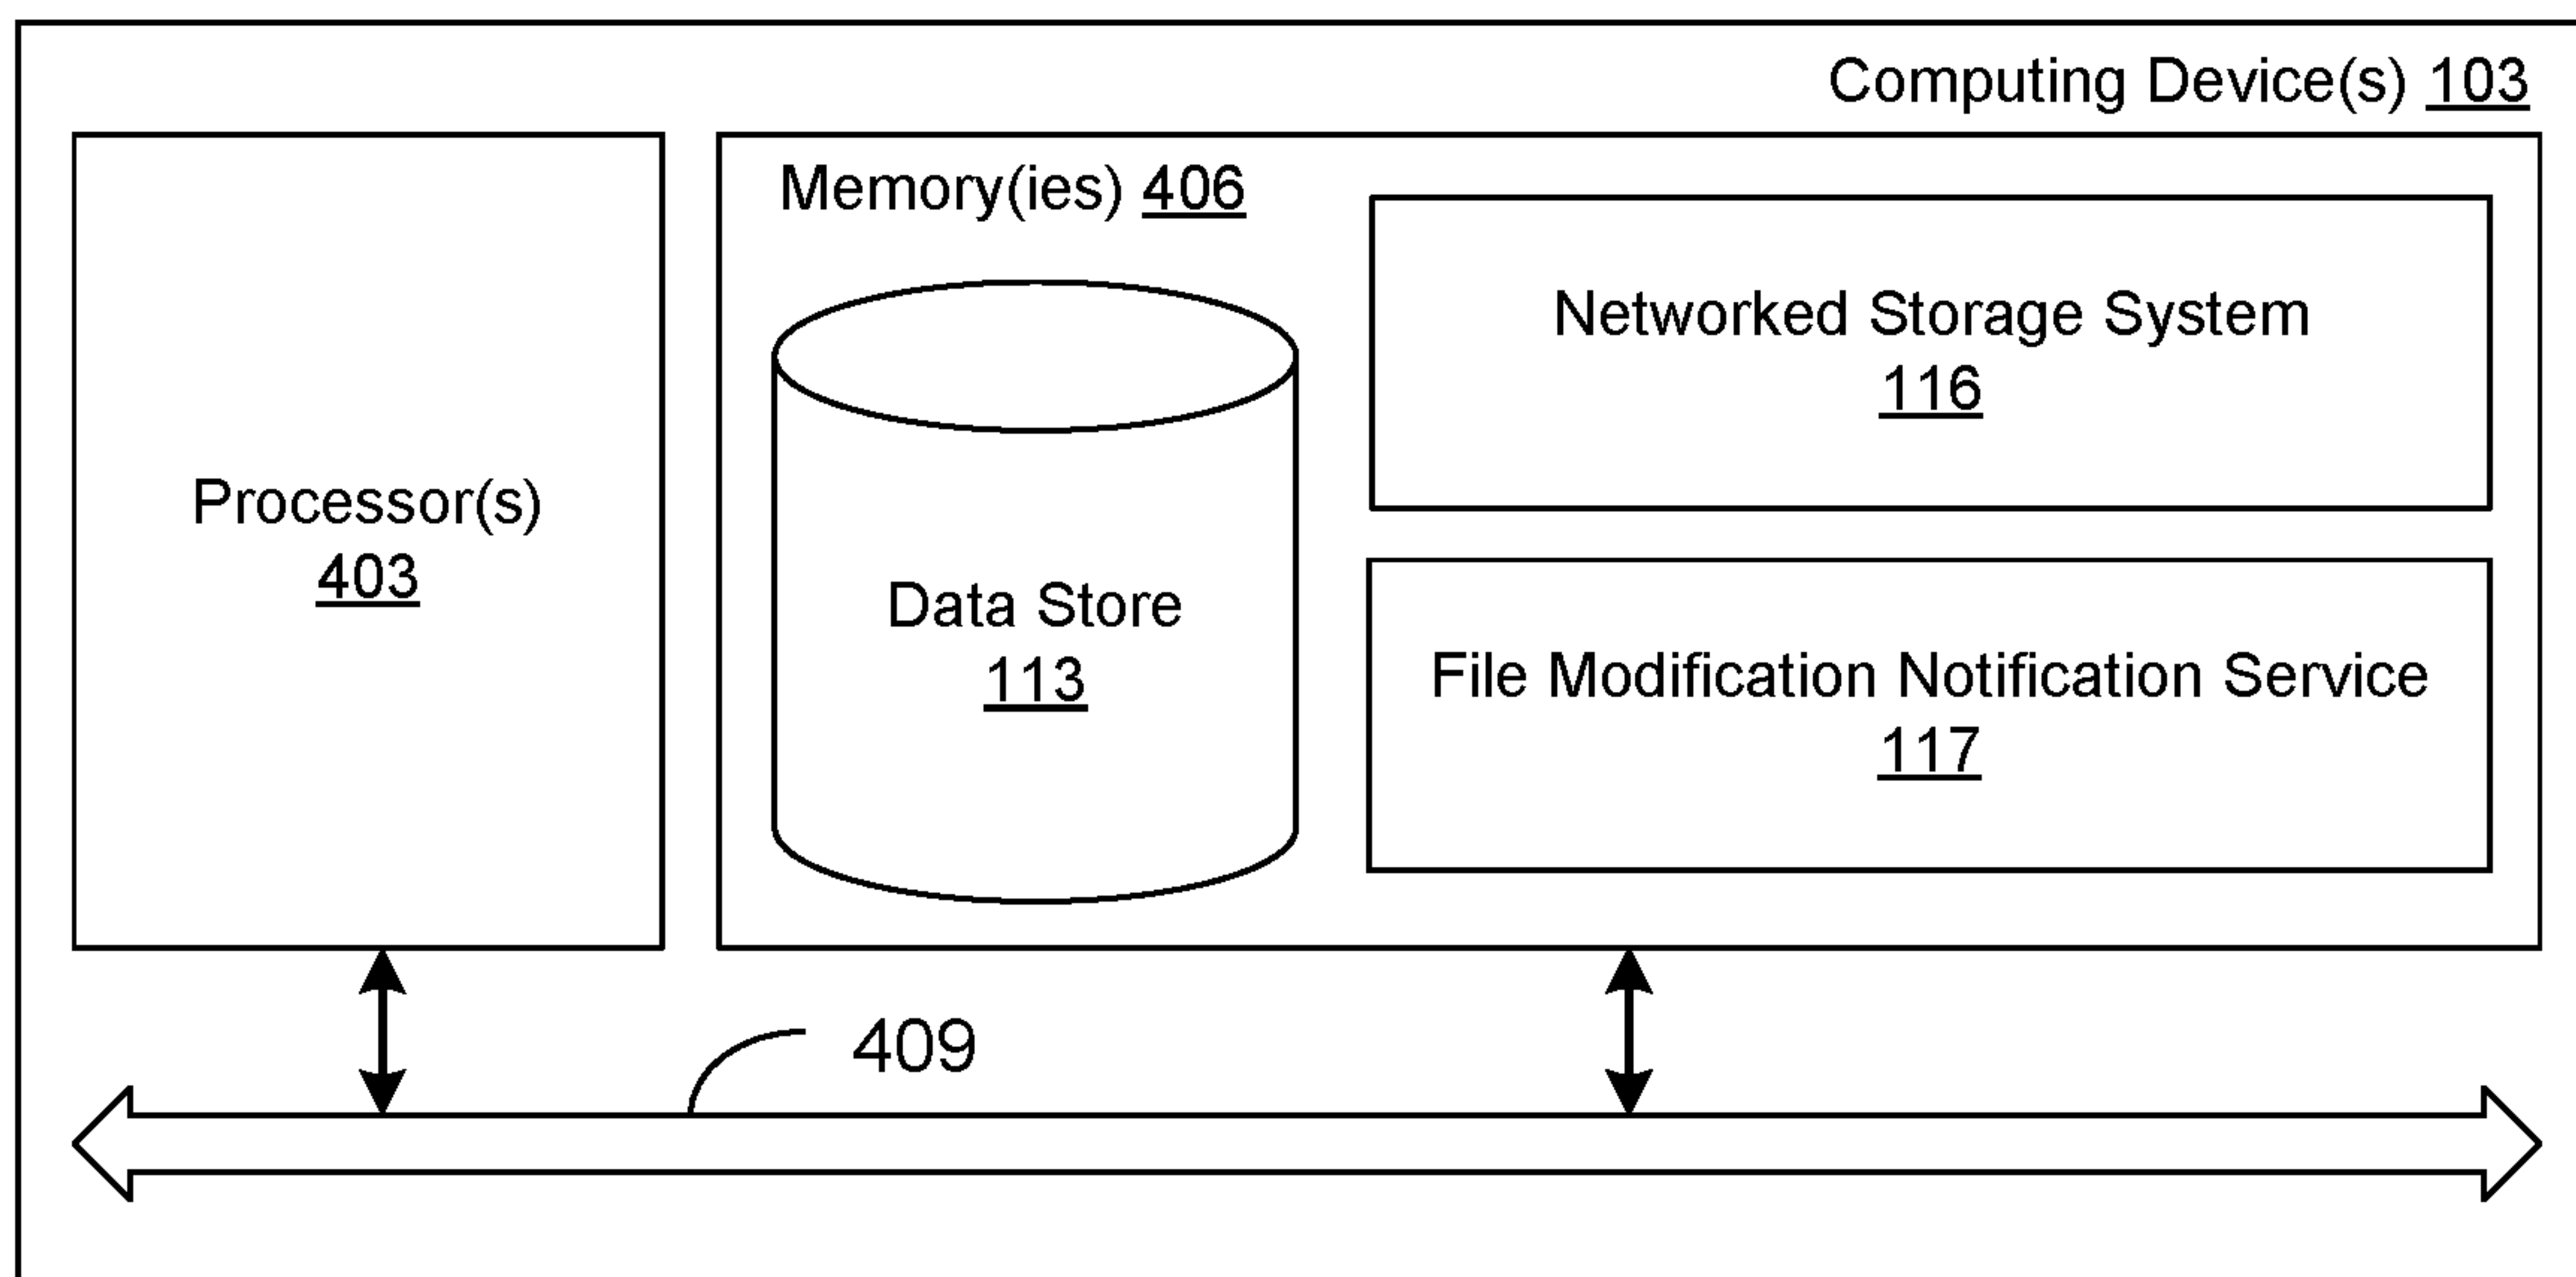 Computing Device(s) 103
Memory(ies) 406
Networked Storage System
116
Processor(s)
403
Data Store
113
File Modification Notification Service
117
409